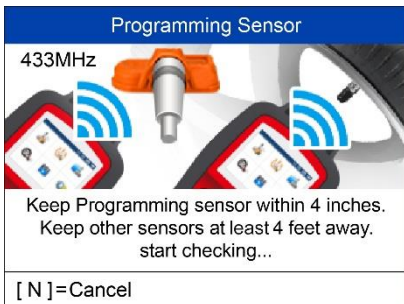 Programming Sensor
433MHz
Keep Programming sensor within 4 inches.
Keep other sensors at least 4 feet away.
start checking...
[ N ]=Cancel